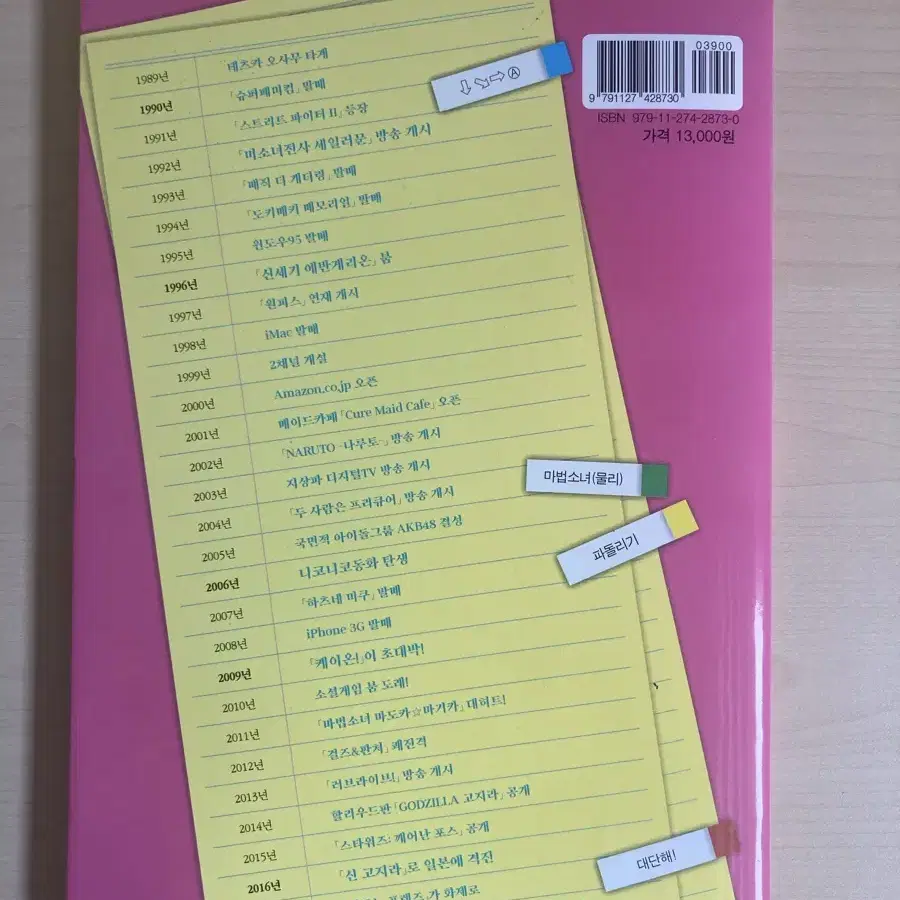 1989년 테츠카 오사무 타계
1990년 「슈퍼패미컴」 발매
1991년 「스트리트 파이터 II」 등장
1992년 「미소녀전사 세일러문」 방송 개시
1993년 「매직 더 개더링」 발매
1994년 「도키메키 메모리얼」 발매
1995년 윈도우95 발매
1996년 「신세기 에반게리온」 붐
1997년 「원피스」 연재 개시
1998년 iMac 발매
1999년 2채널 개설
2000년 Amazon.co.jp 오픈
2001년 메이드카페 「Cure Maid Cafe」 오픈
2002년 「NARUTO -나루토-」 방송 개시
2003년 지상파 디지털TV 방송 개시
2004년 「두 사람은 프리큐어」 방송 개시
2005년 국민적 아이돌그룹 AKB48 결성
2006년 니코니코동화 탄생
2007년 「하츠네 미쿠」 발매
2008년 iPhone 3G 발매
2009년 「케이온!」이 초대박!
2010년 소셜게임 붐 도래!
2011년 「마법소녀 마도카☆마기카」 대히트!
2012년 「걸즈&판처」 쾌진격
2013년 「러브라이브!」 방송 개시
2014년 할리우드판 「GODZILLA 고지라」 공개
2015년 「스타워즈: 깨어난 포스」 공개
2016년 「신 고지라」로 일본에 격진
프렌즈」가 화제로
⇩⬂⇨Ⓐ
마법소녀(물리)
파돌리기
대단해!
03900
9 791127 428730
ISBN 979-11-274-2873-0
가격 13,000원